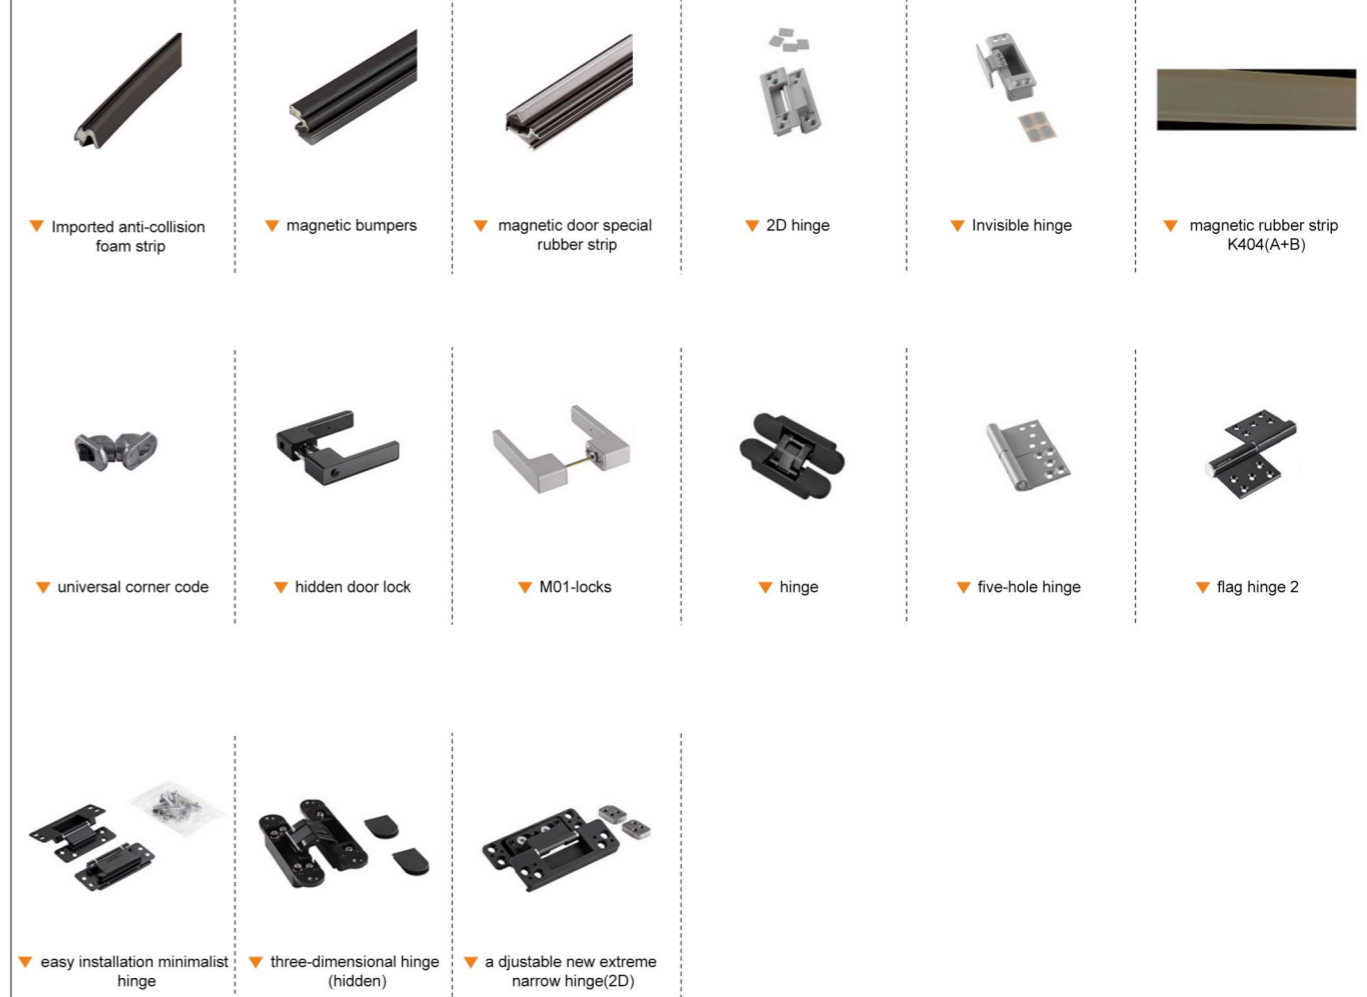 Imported anti-collision
foam strip
magnetic bumpers
magnetic door special
rubber strip
2D hinge
Invisible hinge
magnetic rubber strip
K404(A+B)
universal corner code
hidden door lock
M01-locks
hinge
five-hole hinge
flag hinge 2
easy installation minimalist
hinge
three-dimensional hinge
(hidden)
a djustable new extreme
narrow hinge(2D)